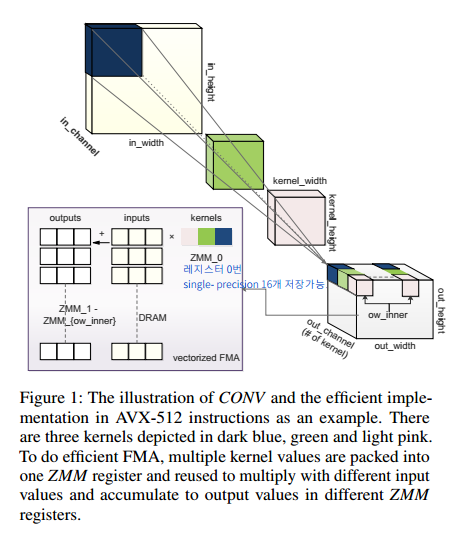 in_height
in_channel
in_width
kernel_width
kernel_height
outputs
inputs
kernels
+
×
ZMM_0
레지스터 0번
single- precision 16개 저장가능
ZMM_1 -
ZMM_{ow_inner}
DRAM
vectorized FMA
ow_inner
out_height
out_channel
(# of kernel)
out_width
Figure 1: The illustration of CONV and the efficient imple-
mentation in AVX-512 instructions as an example. There
are three kernels depicted in dark blue, green and light pink.
To do efficient FMA, multiple kernel values are packed into
one ZMM register and reused to multiply with different input
values and accumulate to output values in different ZMM
registers.